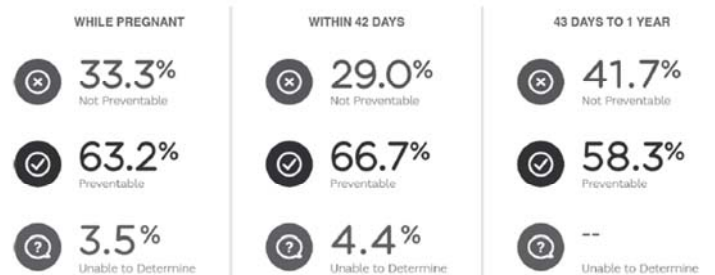 WHILE PREGNANT
33.3%
Not Preventable
63.2%
Preventable
3.5%
Unable to Determine
WITHIN 42 DAYS
29.0%
Not Preventable
66.7%
Preventable
4.4%
Unable to Determine
43 DAYS TO 1 YEAR
41.7%
Not Preventable
58.3%
Preventable
--
Unable to Determine